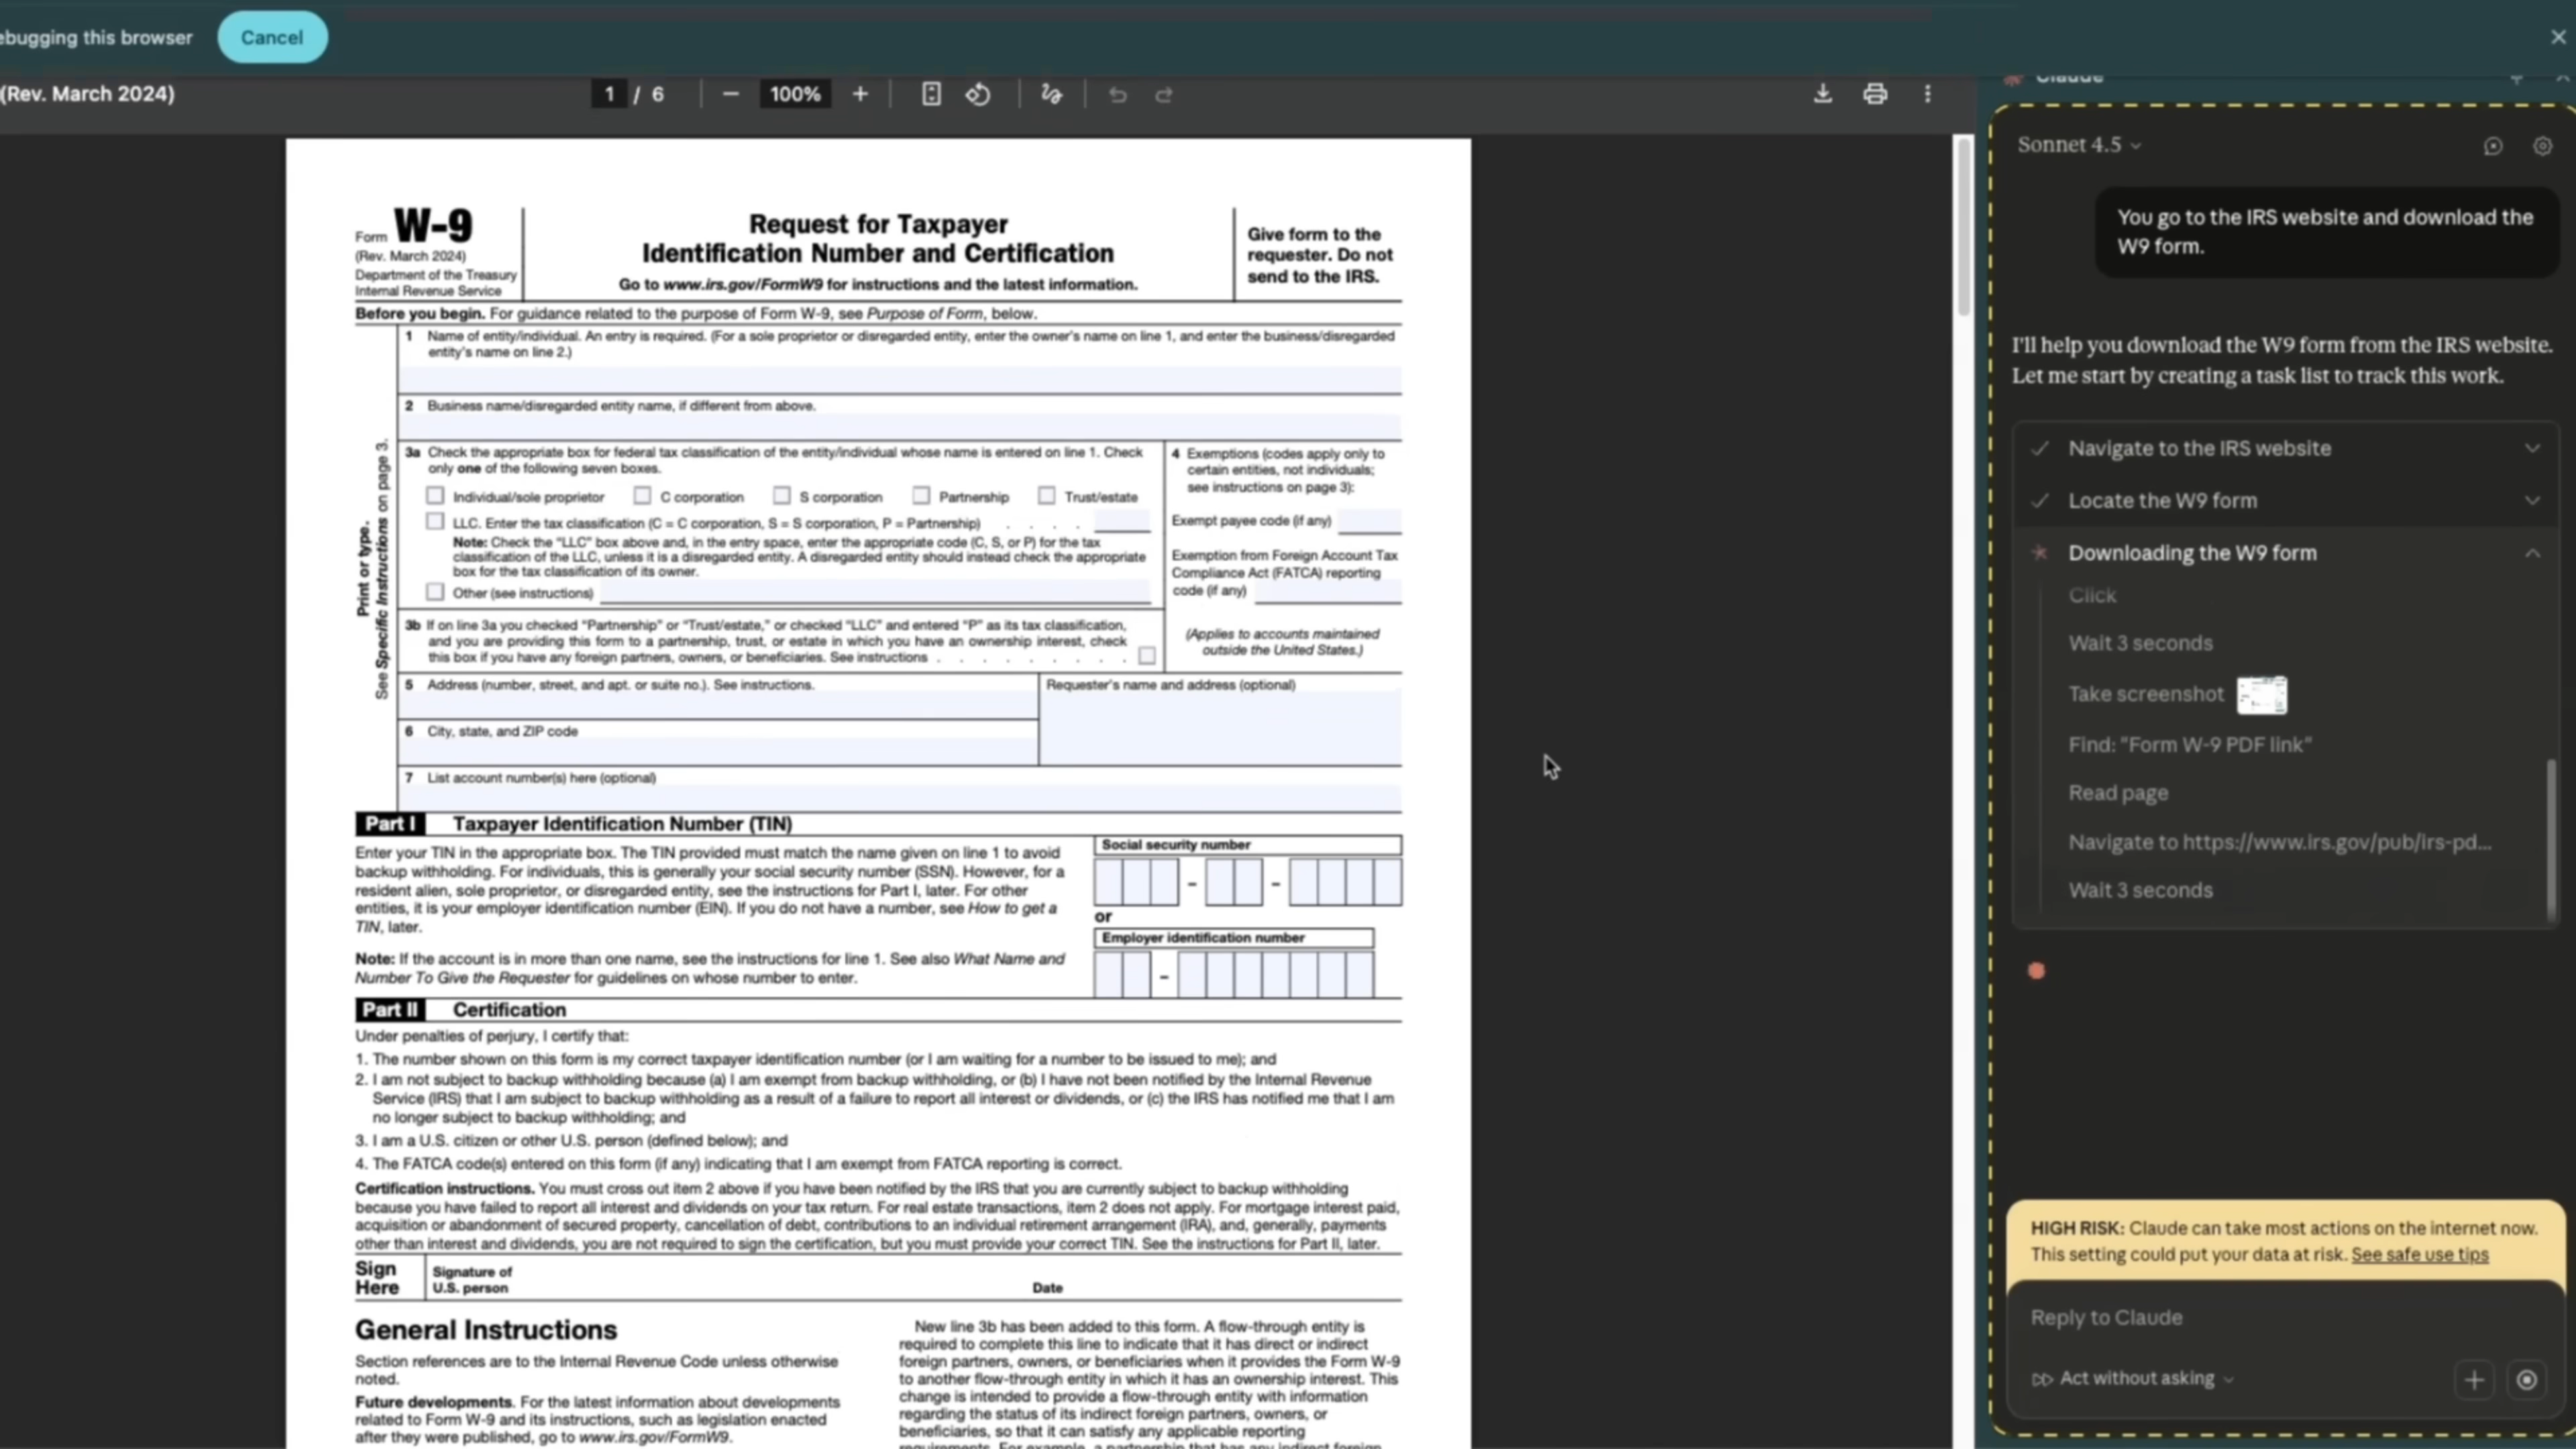 ebugging this browser
Cancel
(Rev. March 2024)
1 / 6
100%
Form W-9
(Rev. March 2024)
Department of the Treasury
Internal Revenue Service
Request for Taxpayer
Identification Number and Certification
Go to www.irs.gov/FormW9 for instructions and the latest information.
Give form to the
requester. Do not
send to the IRS.
Before you begin. For guidance related to the purpose of Form W-9, see Purpose of Form, below.
Print or type.
See Specific Instructions on page 3.
1 Name of entity/individual. An entry is required. (For a sole proprietor or disregarded entity, enter the owner's name on line 1, and enter the business/disregarded
entity's name on line 2.)
2 Business name/disregarded entity name, if different from above.
3a Check the appropriate box for federal tax classification of the entity/individual whose name is entered on line 1. Check
only one of the following seven boxes.
Individual/sole proprietor C corporation S corporation Partnership Trust/estate
LLC. Enter the tax classification (C = C corporation, S = S corporation, P = Partnership) . . . .
Note: Check the "LLC" box above and, in the entry space, enter the appropriate code (C, S, or P) for the tax
classification of the LLC, unless it is a disregarded entity. A disregarded entity should instead check the appropriate
box for the tax classification of its owner.
Other (see instructions)
4 Exemptions (codes apply only to
certain entities, not individuals;
see instructions on page 3):
Exempt payee code (if any)
Exemption from Foreign Account Tax
Compliance Act (FATCA) reporting
code (if any)
3b If on line 3a you checked "Partnership" or "Trust/estate," or checked "LLC" and entered "P" as its tax classification,
and you are providing this form to a partnership, trust, or estate in which you have an ownership interest, check
this box if you have any foreign partners, owners, or beneficiaries. See instructions . . . . . . . . .
(Applies to accounts maintained
outside the United States.)
5 Address (number, street, and apt. or suite no.). See instructions.
Requester's name and address (optional)
6 City, state, and ZIP code
7 List account number(s) here (optional)
Part I Taxpayer Identification Number (TIN)
Enter your TIN in the appropriate box. The TIN provided must match the name given on line 1 to avoid
backup withholding. For individuals, this is generally your social security number (SSN). However, for a
resident alien, sole proprietor, or disregarded entity, see the instructions for Part I, later. For other
entities, it is your employer identification number (EIN). If you do not have a number, see How to get a
TIN, later.
Note: If the account is in more than one name, see the instructions for line 1. See also What Name and
Number To Give the Requester for guidelines on whose number to enter.
Social security number
– –
or
Employer identification number
–
Part II Certification
Under penalties of perjury, I certify that:
1. The number shown on this form is my correct taxpayer identification number (or I am waiting for a number to be issued to me); and
2. I am not subject to backup withholding because (a) I am exempt from backup withholding, or (b) I have not been notified by the Internal Revenue
Service (IRS) that I am subject to backup withholding as a result of a failure to report all interest or dividends, or (c) the IRS has notified me that I am
no longer subject to backup withholding; and
3. I am a U.S. citizen or other U.S. person (defined below); and
4. The FATCA code(s) entered on this form (if any) indicating that I am exempt from FATCA reporting is correct.
Certification instructions. You must cross out item 2 above if you have been notified by the IRS that you are currently subject to backup withholding
because you have failed to report all interest and dividends on your tax return. For real estate transactions, item 2 does not apply. For mortgage interest paid,
acquisition or abandonment of secured property, cancellation of debt, contributions to an individual retirement arrangement (IRA), and, generally, payments
other than interest and dividends, you are not required to sign the certification, but you must provide your correct TIN. See the instructions for Part II, later.
Sign
Here
Signature of
U.S. person
Date
General Instructions
Section references are to the Internal Revenue Code unless otherwise
noted.
Future developments. For the latest information about developments
related to Form W-9 and its instructions, such as legislation enacted
after they were published, go to www.irs.gov/FormW9.
New line 3b has been added to this form. A flow-through entity is
required to complete this line to indicate that it has direct or indirect
foreign partners, owners, or beneficiaries when it provides the Form W-9
to another flow-through entity in which it has an ownership interest. This
change is intended to provide a flow-through entity with information
regarding the status of its indirect foreign partners, owners, or
beneficiaries, so that it can satisfy any applicable reporting
requirements. For example, a partnership that has any indirect foreign
Claude
Sonnet 4.5
You go to the IRS website and download the
W9 form.
I'll help you download the W9 form from the IRS website.
Let me start by creating a task list to track this work.
Navigate to the IRS website
Locate the W9 form
Downloading the W9 form
Click
Wait 3 seconds
Take screenshot
Find: "Form W-9 PDF link"
Read page
Navigate to https://www.irs.gov/pub/irs-pd...
Wait 3 seconds
HIGH RISK: Claude can take most actions on the internet now.
This setting could put your data at risk. See safe use tips
Reply to Claude
Act without asking